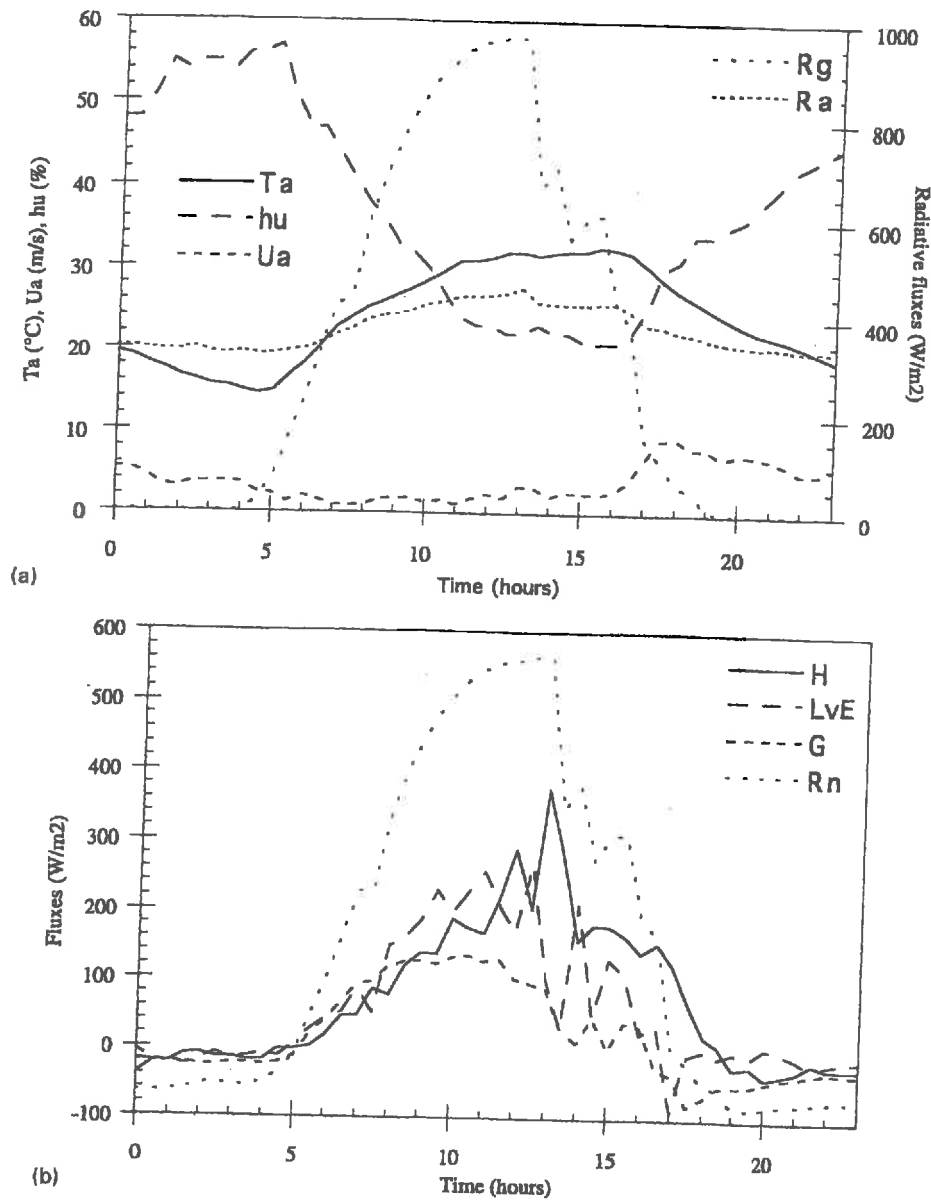 60
50
40
30
20
10
0
Ta (°C), Ua (m/s), hu (%)
Ta
hu
Ua
Rg
Ra
1000
800
600
400
200
0
Radiative fluxes (W/m2)
0 5 10 15 20
Time (hours)
(a)
600
500
400
300
200
100
0
-100
Fluxes (W/m2)
H
LvE
G
Rn
0 5 10 15 20
Time (hours)
(b)